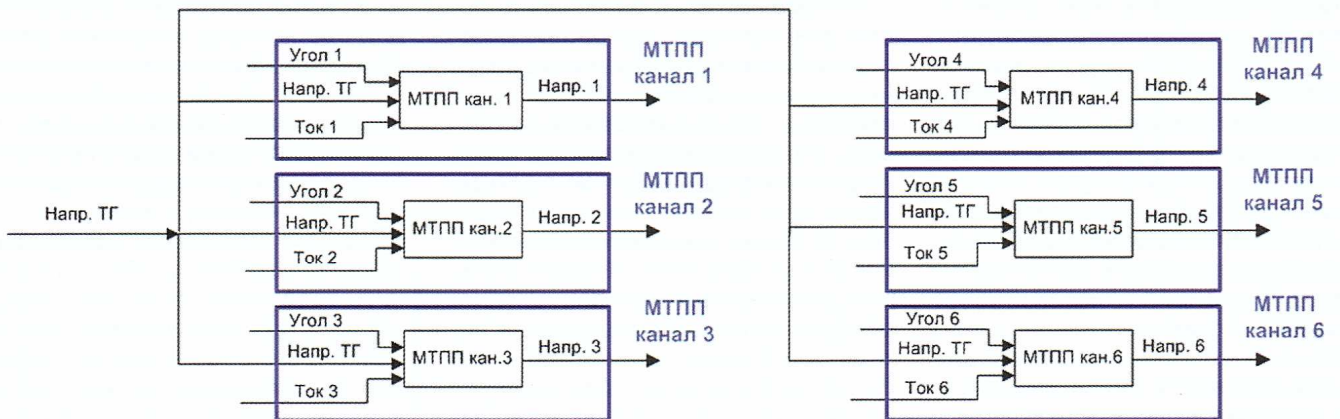 Напр. ТГ
Угол 1
Напр. ТГ
Ток 1
МТПП кан. 1
Напр. 1
МТПП
канал 1
Угол 2
Напр. ТГ
Ток 2
МТПП кан.2
Напр. 2
МТПП
канал 2
Угол 3
Напр. ТГ
Ток 3
МТПП кан.3
Напр. 3
МТПП
канал 3
Угол 4
Напр. ТГ
Ток 4
МТПП кан.4
Напр. 4
МТПП
канал 4
Угол 5
Напр. ТГ
Ток 5
МТПП кан.5
Напр. 5
МТПП
канал 5
Угол 6
Напр. ТГ
Ток 6
МТПП кан.6
Напр. 6
МТПП
канал 6